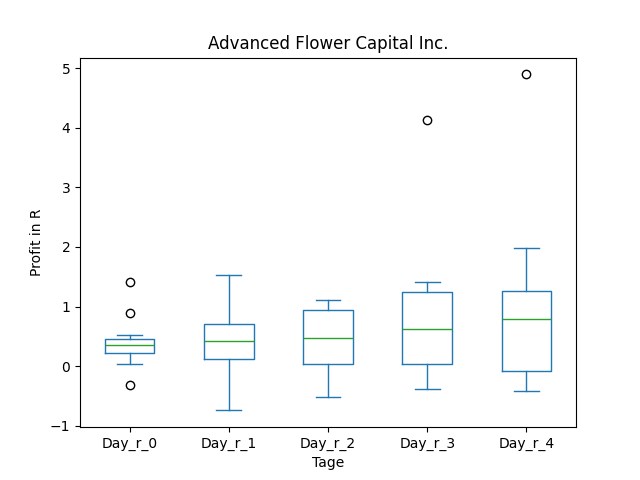 Advanced Flower Capital Inc.
5
4
3
2
1
0
−1
Profit in R
Day_r_0 Day_r_1 Day_r_2 Day_r_3 Day_r_4
Tage